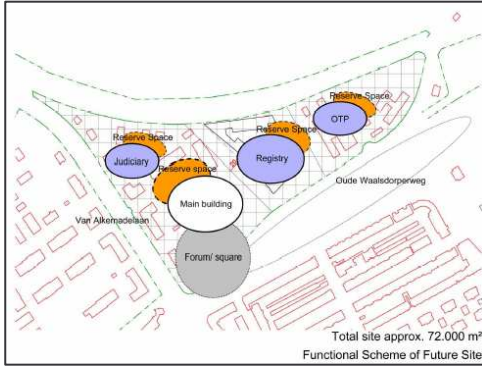 Reserve Space
OTP
Reserve Space
Judiciary
Reserve Space
Registry
Reserve space
Oude Waalsdorperweg
Main building
Van Alkemadelaan
Forum/ square
Total site approx. 72.000 m²
Functional Scheme of Future Site